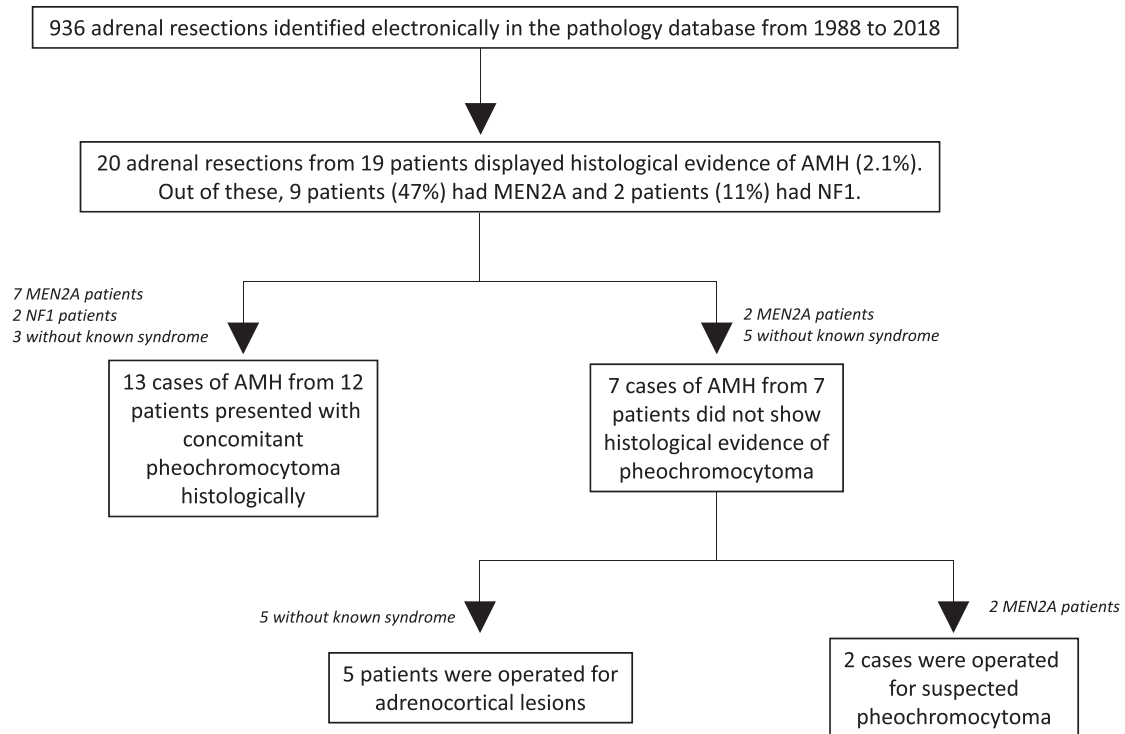 936 adrenal resections identified electronically in the pathology database from 1988 to 2018
20 adrenal resections from 19 patients displayed histological evidence of AMH (2.1%).
Out of these, 9 patients (47%) had MEN2A and 2 patients (11%) had NF1.
7 MEN2A patients
2 NF1 patients
3 without known syndrome
2 MEN2A patients
5 without known syndrome
13 cases of AMH from 12
patients presented with
concomitant
pheochromocytoma
histologically
7 cases of AMH from 7
patients did not show
histological evidence of
pheochromocytoma
5 without known syndrome
2 MEN2A patients
5 patients were operated for
adrenocortical lesions
2 cases were operated
for suspected
pheochromocytoma